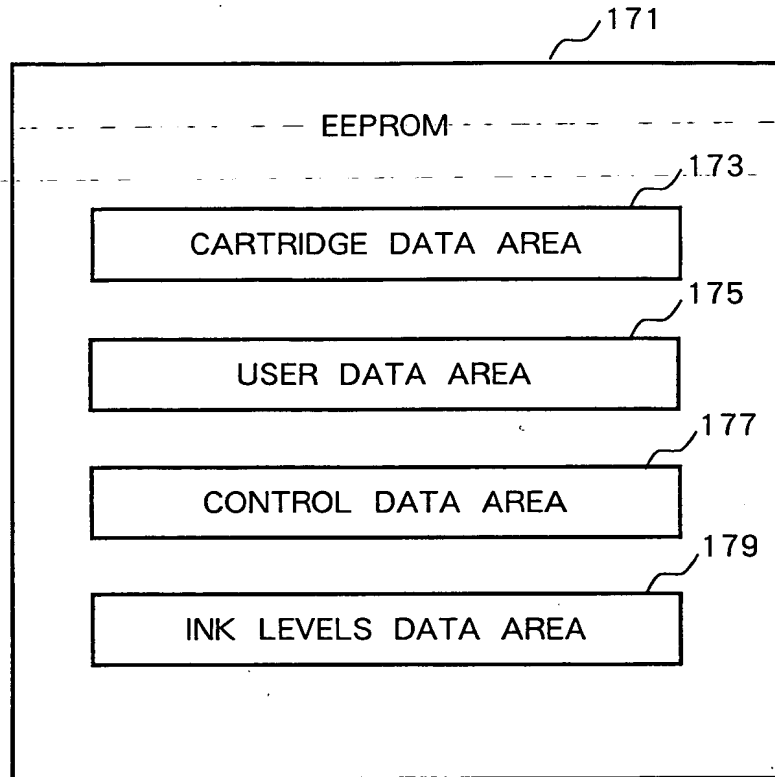 171
EEPROM
173
CARTRIDGE DATA AREA
175
USER DATA AREA
177
CONTROL DATA AREA
179
INK LEVELS DATA AREA